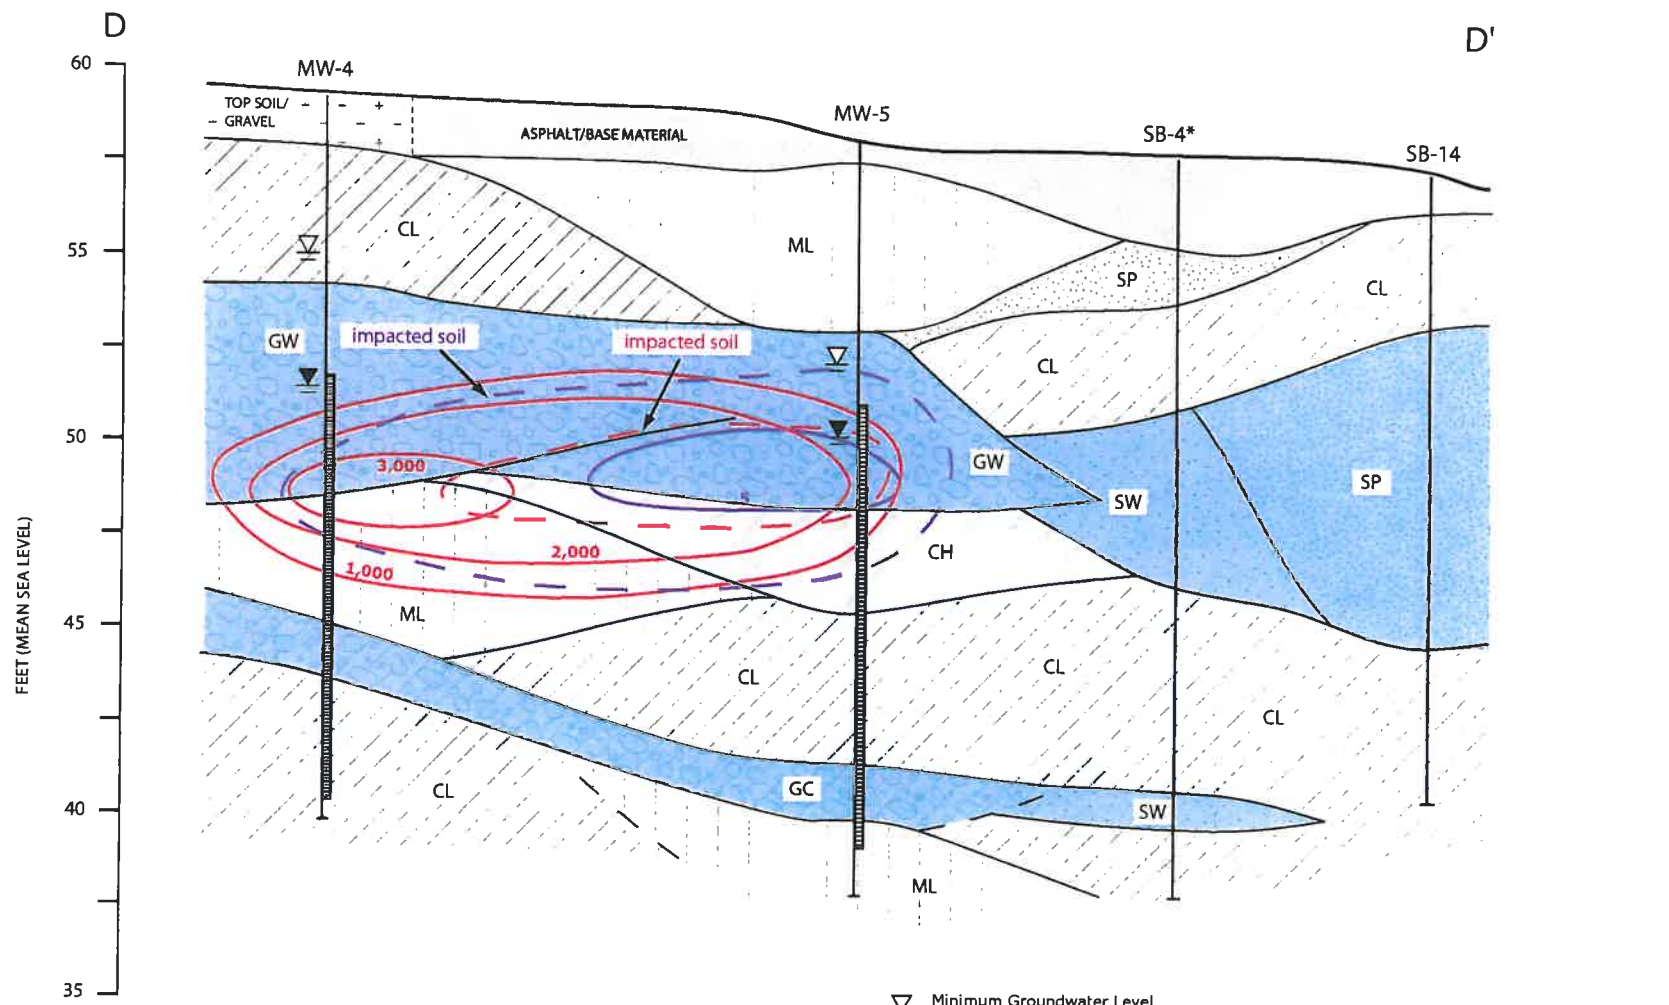 D
D'
60
MW-4
MW-5
SB-4*
SB-14
TOP SOIL/
GRAVEL
ASPHALT/BASE MATERIAL
CL
55
ML
SP
CL
GW
impacted soil
impacted soil
CL
50
3,000
GW
SP
5
SW
2,000
CH
1,000
ML
45
CL
CL
CL
FEET (MEAN SEA LEVEL)
CL
GC
SW
40
ML
35
Minimum Groundwater Level